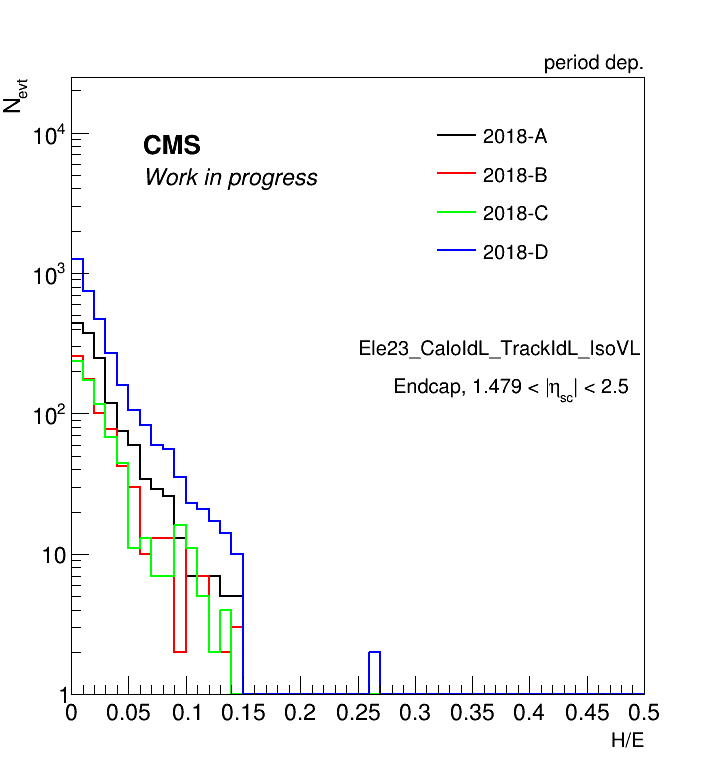 period dep.
N_evt
CMS
Work in progress
2018-A
2018-B
2018-C
2018-D
Ele23_CaloIdL_TrackIdL_IsoVL
Endcap, 1.479 < |η_sc| < 2.5
10^4
10^3
10^2
10
1
0 0.05 0.1 0.15 0.2 0.25 0.3 0.35 0.4 0.45 0.5
H/E